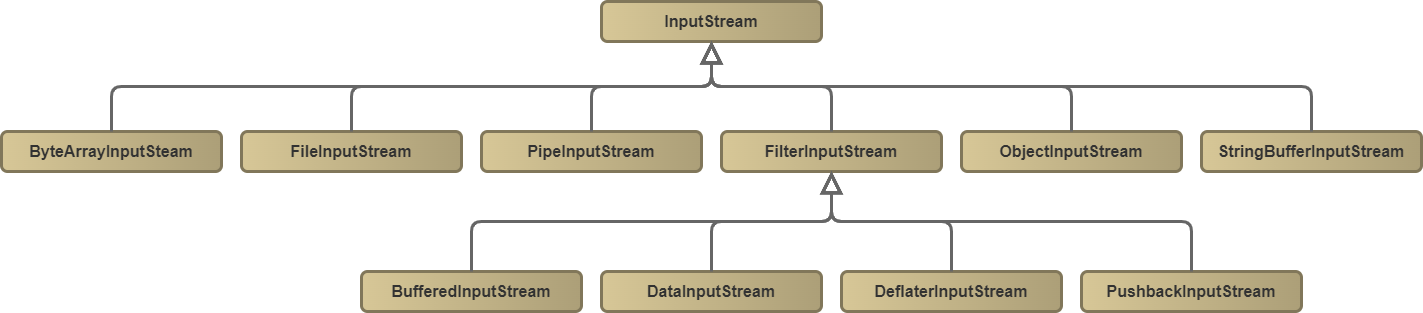 InputStream
ByteArrayInputSteam
FileInputStream
PipeInputStream
FilterInputStream
ObjectInputStream
StringBufferInputStream
BufferedInputStream
DataInputStream
DeflaterInputStream
PushbackInputStream